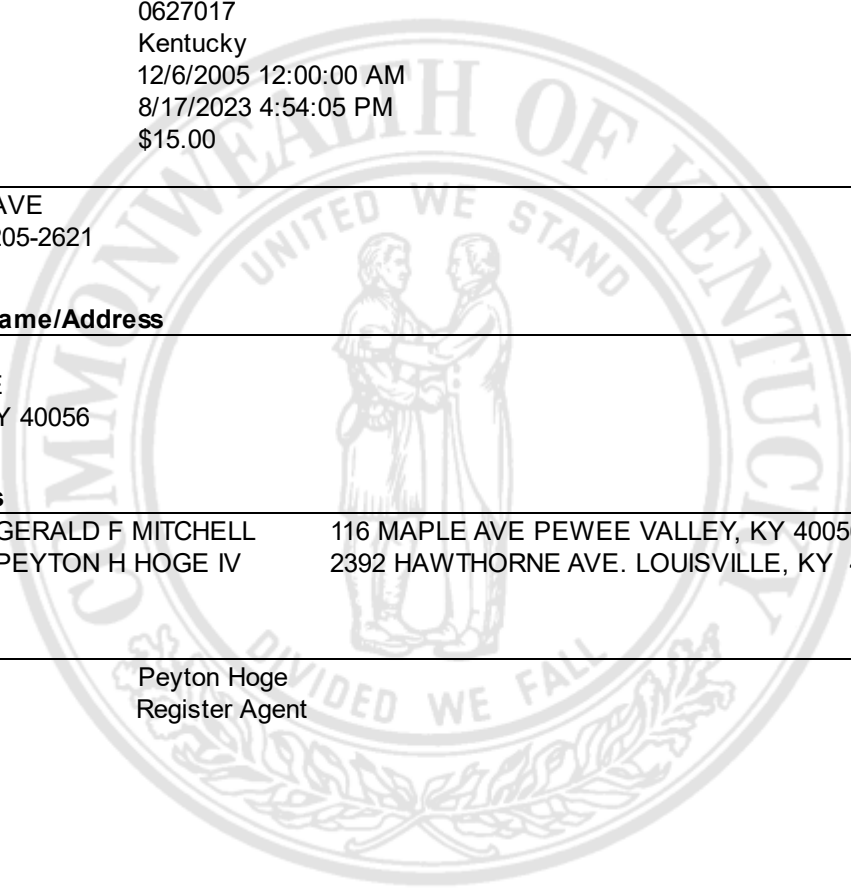 0627017
Kentucky
12/6/2005 12:00:00 AM
8/17/2023 4:54:05 PM
$15.00
AVE
205-2621
ame/Address
E
Y 40056
s
GERALD F MITCHELL 116 MAPLE AVE PEWEE VALLEY, KY 4005
PEYTON H HOGE IV 2392 HAWTHORNE AVE. LOUISVILLE, KY
Peyton Hoge
Register Agent
COMMONWEALTH OF KENTUCKY
UNITED WE STAND
DIVIDED WE FALL